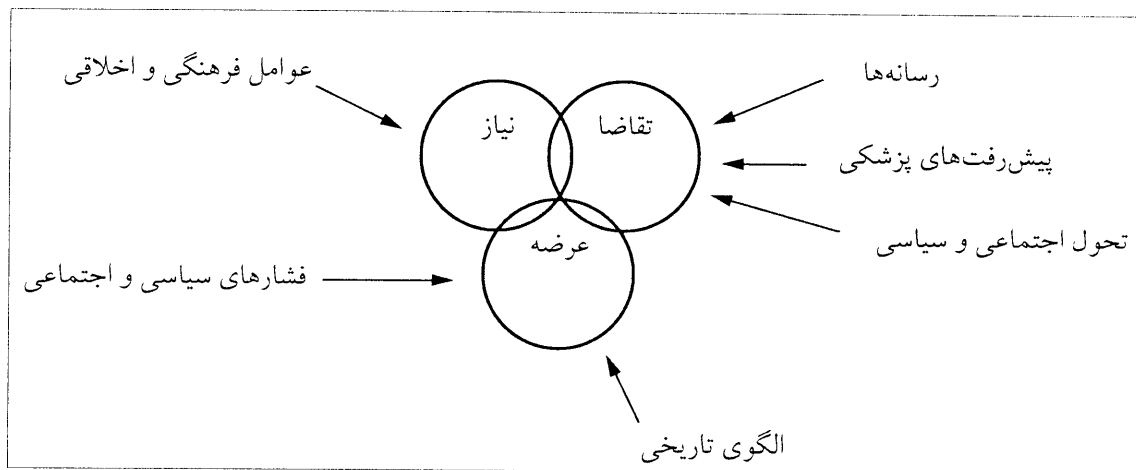 عوامل فرهنگی و اخلاقی
رسانه‌ها
نیاز
تقاضا
پیش‌رفت‌های پزشکی
تحول اجتماعی و سیاسی
عرضه
فشارهای سیاسی و اجتماعی
الگوی تاریخی